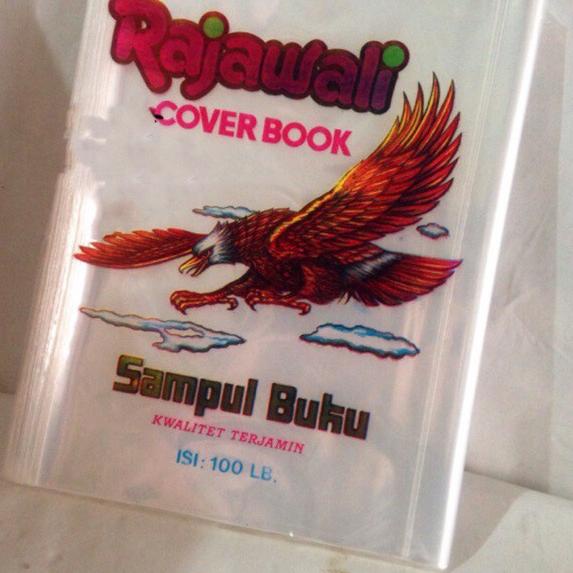 Rajawali
COVER BOOK
Sampul Buku
KWALITET TERJAMIN
ISI: 100 LB.